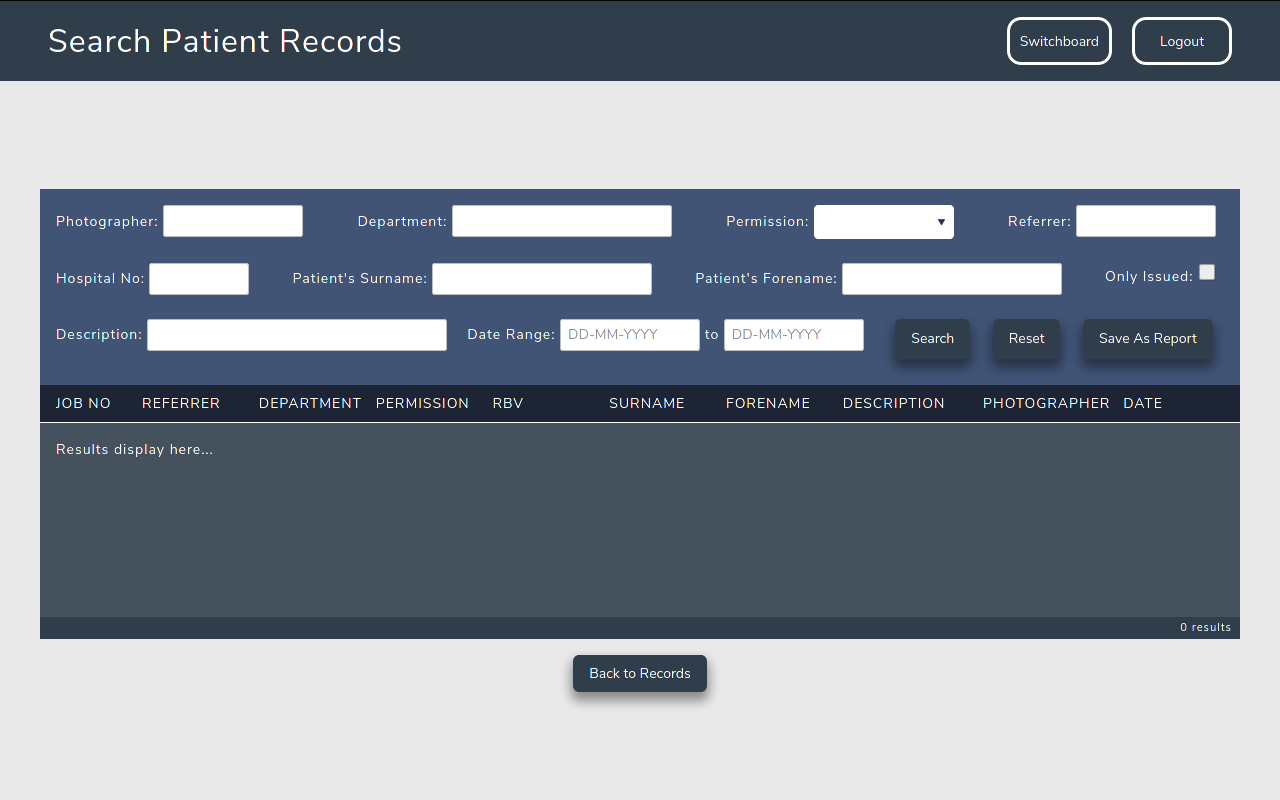 Search Patient Records Switchboard Logout
Photographer: Department: Permission: Referrer:
Hospital No: Patient's Surname: Patient's Forename: Only Issued:
Description: Date Range: DD-MM-YYYY to DD-MM-YYYY Search Reset Save As Report
JOB NO REFERRER DEPARTMENT PERMISSION RBV SURNAME FORENAME DESCRIPTION PHOTOGRAPHER DATE
Results display here...
0 results
Back to Records